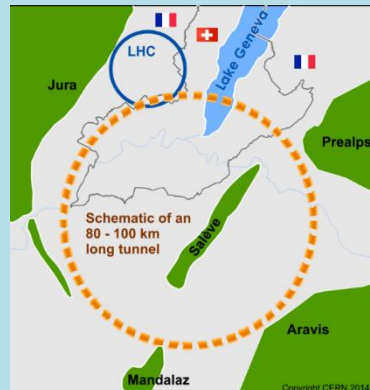 LHC
Lake Geneva
Jura
Prealps
Schematic of an
80 - 100 km
long tunnel
Salève
Aravis
Mandalaz
Copyright CERN 2014